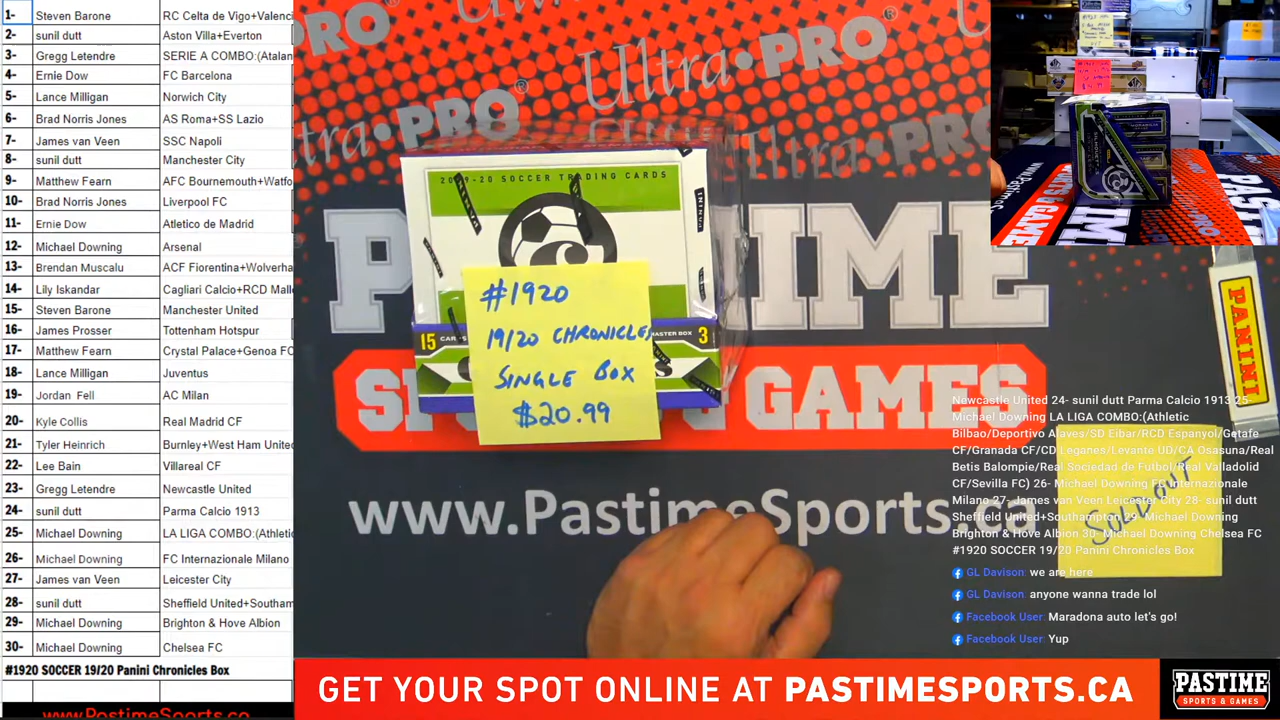 1- Steven Barone RC Celta de Vigo+Valenci
2- sunil dutt Aston Villa+Everton
3- Gregg Letendre SERIE A COMBO:(Atalan
4- Ernie Dow FC Barcelona
5- Lance Milligan Norwich City
6- Brad Norris Jones AS Roma+SS Lazio
7- James van Veen SSC Napoli
8- sunil dutt Manchester City
9- Matthew Fearn AFC Bournemouth+Watfo
10- Brad Norris Jones Liverpool FC
11- Ernie Dow Atletico de Madrid
12- Michael Downing Arsenal
13- Brendan Muscalu ACF Fiorentina+Wolverha
14- Lily Iskandar Cagliari Calcio+RCD Mall
15- Steven Barone Manchester United
16- James Prosser Tottenham Hotspur
17- Matthew Fearn Crystal Palace+Genoa FC
18- Lance Milligan Juventus
19- Jordan Fell AC Milan
20- Kyle Collis Real Madrid CF
21- Tyler Heinrich Burnley+West Ham United
22- Lee Bain Villareal CF
23- Gregg Letendre Newcastle United
24- sunil dutt Parma Calcio 1913
25- Michael Downing LA LIGA COMBO:(Athletic
26- Michael Downing FC Internazionale Milano
27- James van Veen Leicester City
28- sunil dutt Sheffield United+Southam
29- Michael Downing Brighton & Hove Albion
30- Michael Downing Chelsea FC
#1920 SOCCER 19/20 Panini Chronicles Box
www.PastimeSports.ca
Ultra PRO
2019-20 SOCCER TRADING CARDS
PANINI
15 CARDS
MASTER BOX 3
#1920
19/20 CHRONICLES
SINGLE BOX
$20.99
PASTIME
SPORTS & GAMES
www.PastimeSports.ca
PANINI
SOLDOUT
Newcastle United 24- sunil dutt Parma Calcio 1913 25-
Michael Downing LA LIGA COMBO:(Athletic
Bilbao/Deportivo Alaves/SD Eibar/RCD Espanyol/Getafe
CF/Granada CF/CD Leganes/Levante UD/CA Osasuna/Real
Betis Balompie/Real Sociedad de Futbol/Real Valladolid
CF/Sevilla FC) 26- Michael Downing FC Internazionale
Milano 27- James van Veen Leicester City 28- sunil dutt
Sheffield United+Southampton 29- Michael Downing
Brighton & Hove Albion 30- Michael Downing Chelsea FC
#1920 SOCCER 19/20 Panini Chronicles Box
GL Davison: we are here
GL Davison: anyone wanna trade lol
Facebook User: Maradona auto let's go!
Facebook User: Yup
GET YOUR SPOT ONLINE AT PASTIMESPORTS.CA
PASTIME
SPORTS & GAMES